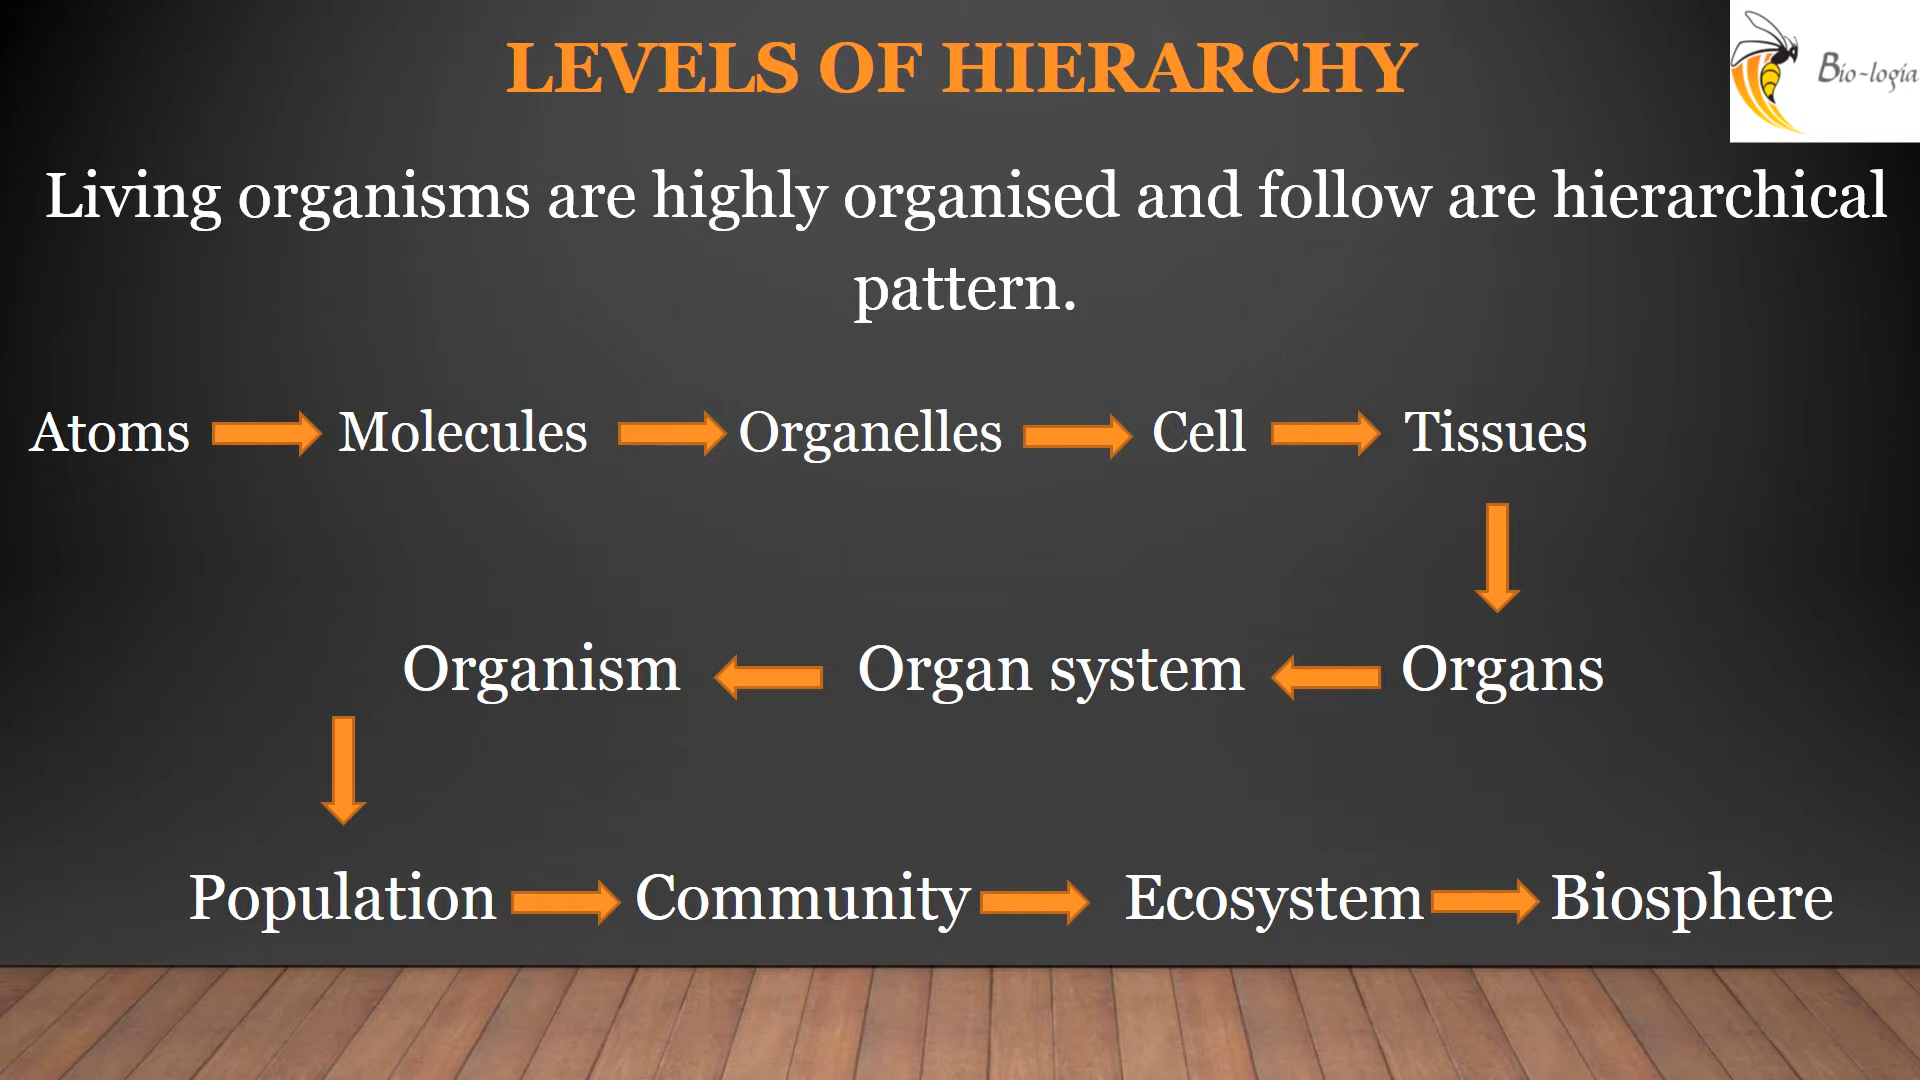 LEVELS OF HIERARCHY
Bio-logia
Living organisms are highly organised and follow are hierarchical
pattern.
Atoms Molecules Organelles Cell Tissues
Organism Organ system Organs
Population Community Ecosystem Biosphere